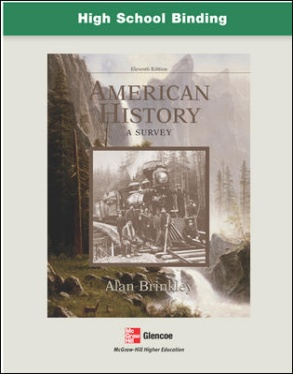 High School Binding
Eleventh Edition
AMERICAN
HISTORY
A SURVEY
Alan Brinkley
Mc
Graw
Hill
Glencoe
McGraw-Hill Higher Education